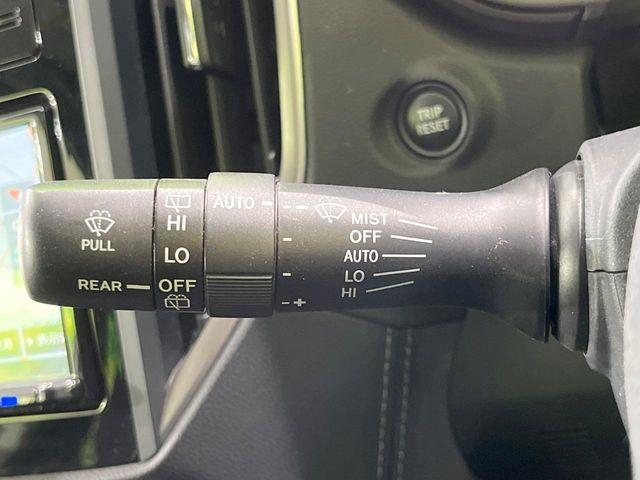 TRIP
RESET
PULL
REAR
HI
LO
OFF
AUTO
- +
MIST
OFF
AUTO
LO
HI